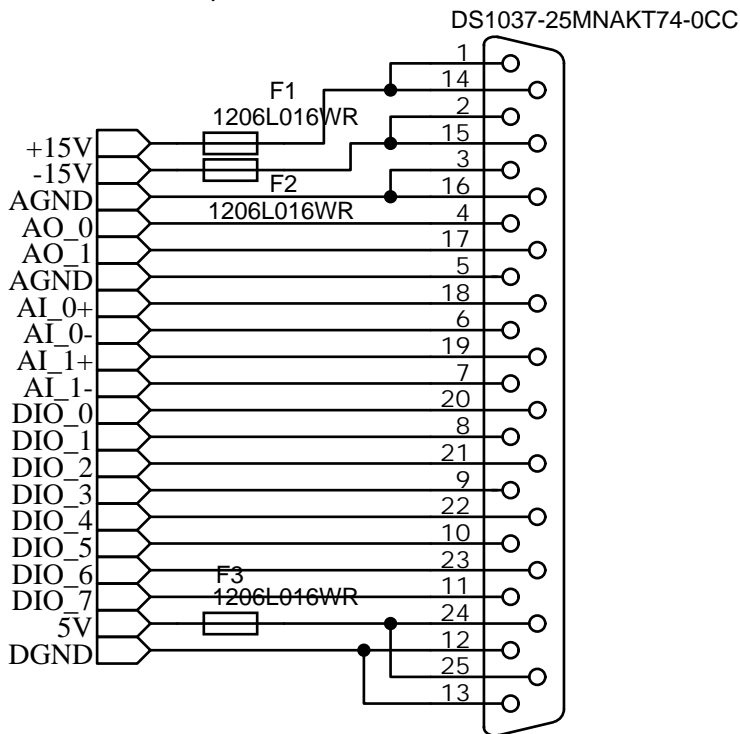 DS1037-25MNAKT74-0CC
1
F1
14
1206LO16WR
2
+15V
15
-15V
3
F2
AGND
16
1206L016WR
AO_0
4
AO_1
17
AGND
5
AI_0+
18
AI_0-
6
AI_1+
19
AI_1-
7
DIO_0
20
DIO_1
8
DIO_2
21
DIO_3
9
DIO_4
22
DIO_5
10
DIO_6
23
F3
DIO_7
11
1206L016WR
5V
24
DGND
12
25
13